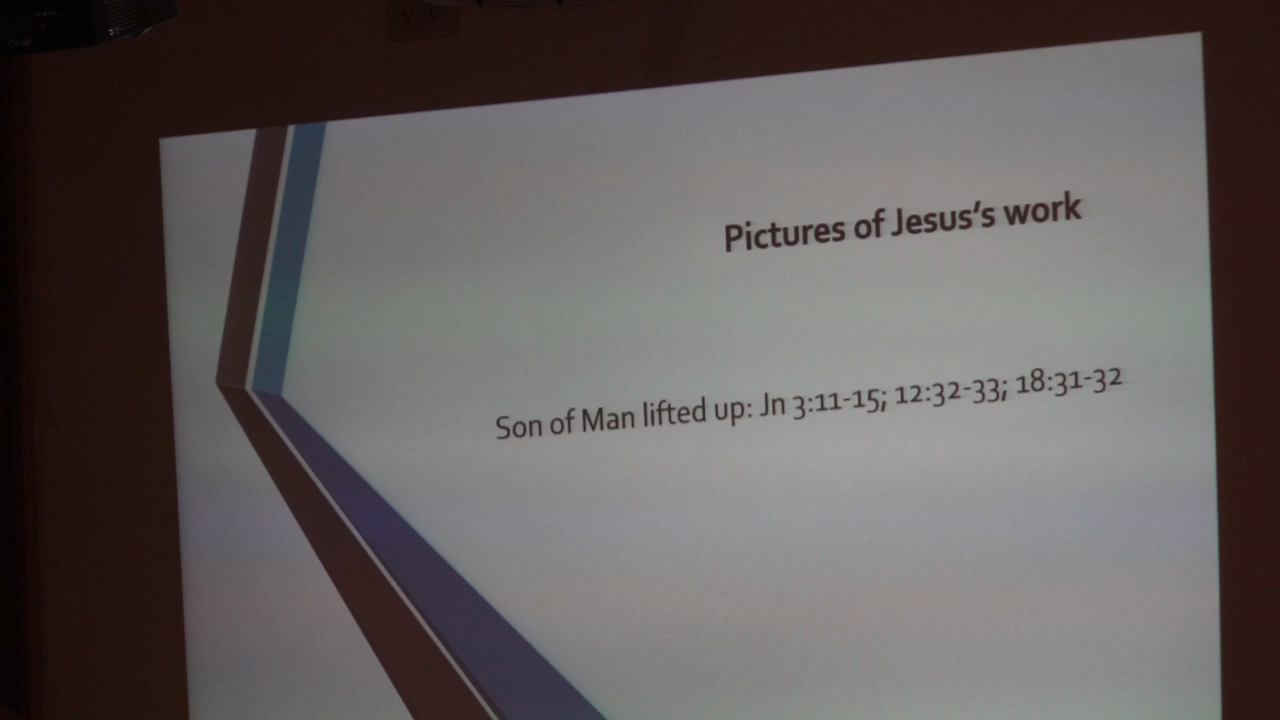 Pictures of Jesus's work
Son of Man lifted up: Jn 3:11-15; 12:32-33; 18:31-32